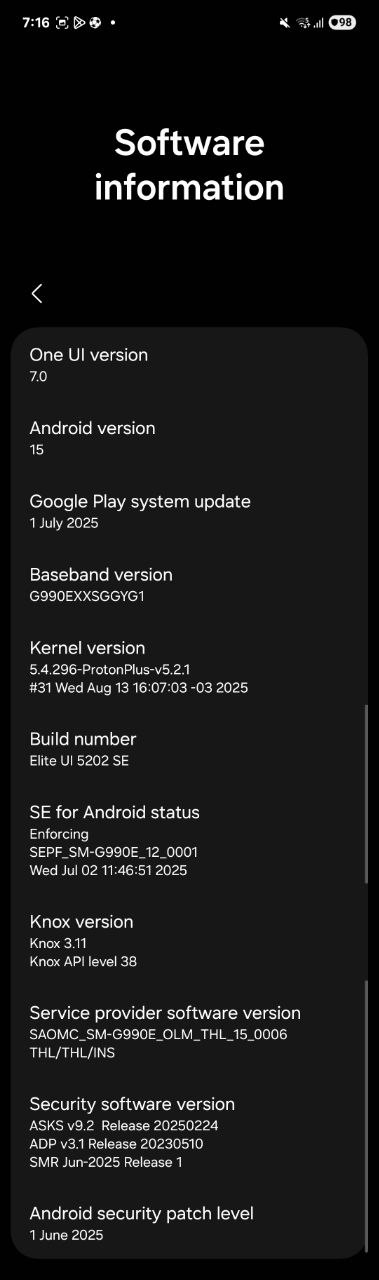 7:16
98
Software
information
One UI version
7.0
Android version
15
Google Play system update
1 July 2025
Baseband version
G990EXXSGGYG1
Kernel version
5.4.296-ProtonPlus-v5.2.1
#31 Wed Aug 13 16:07:03 -03 2025
Build number
Elite UI 5202 SE
SE for Android status
Enforcing
SEPF_SM-G990E_12_0001
Wed Jul 02 11:46:51 2025
Knox version
Knox 3.11
Knox API level 38
Service provider software version
SAOMC_SM-G990E_OLM_THL_15_0006
THL/THL/INS
Security software version
ASKS v9.2  Release 20250224
ADP v3.1 Release 20230510
SMR Jun-2025 Release 1
Android security patch level
1 June 2025